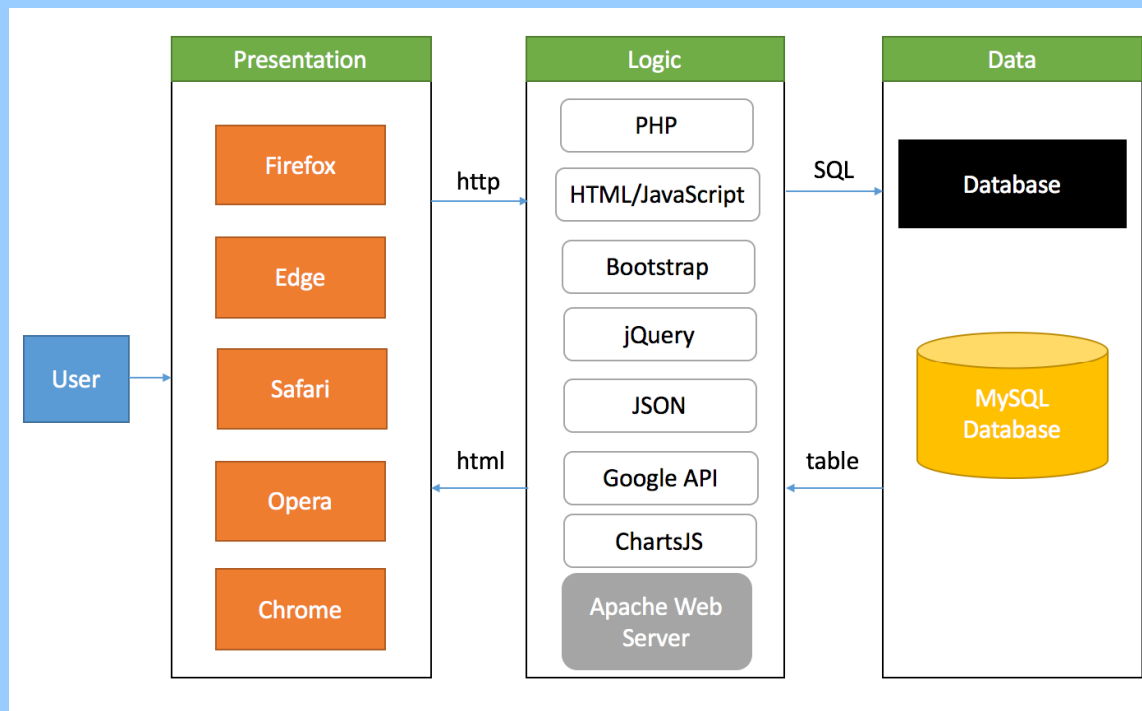 Presentation
Logic
Data
Firefox
Edge
Safari
Opera
Chrome
User
http
html
PHP
HTML/JavaScript
Bootstrap
jQuery
JSON
Google API
ChartsJS
Apache Web
Server
SQL
table
Database
MySQL
Database